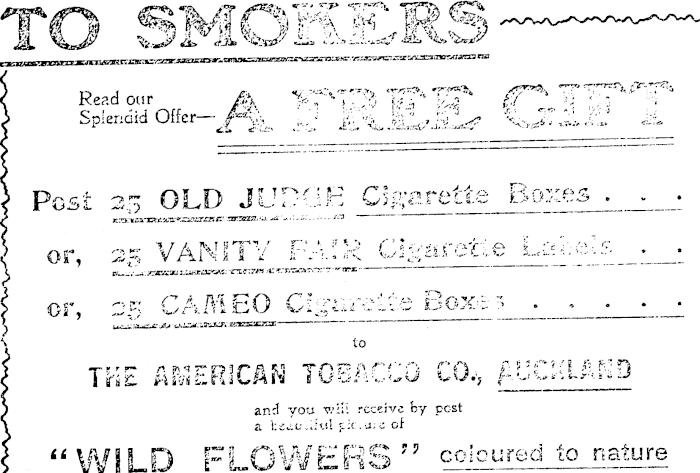 TO SMOKERS
Read our
Splendid Offer—
A FREE GIFT
Post 25 OLD JUDGE Cigarette Boxes . . .
or, 25 VANITY FAIR Cigarette Labels . .
or, 25 CAMEO Cigarette Boxes . . . . .
to
THE AMERICAN TOBACCO CO., AUCKLAND
and you will receive by post
a beautiful picture of
“WILD FLOWERS” coloured to nature